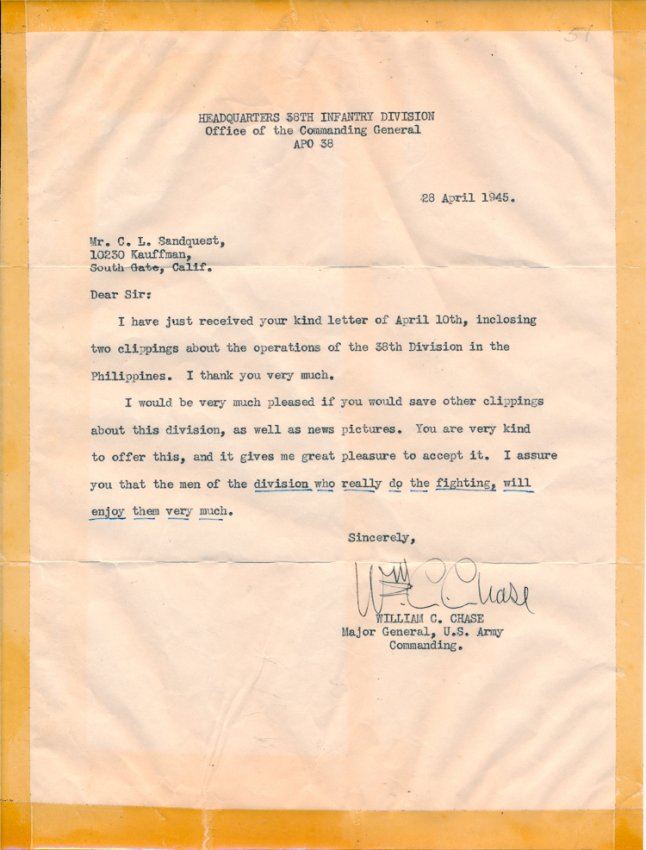 51
HEADQUARTERS 38TH INFANTRY DIVISION
Office of the Commanding General
APO 38
28 April 1945.
Mr. C. L. Sandquest,
10230 Kauffman,
South Gate, Calif.
Dear Sir:
I have just received your kind letter of April 10th, inclosing
two clippings about the operations of the 38th Division in the
Philippines. I thank you very much.
I would be very much pleased if you would save other clippings
about this division, as well as news pictures. You are very kind
to offer this, and it gives me great pleasure to accept it. I assure
you that the men of the division who really do the fighting, will
enjoy them very much.
Sincerely,
Wm. C. Chase
WILLIAM C. CHASE
Major General, U.S. Army
Commanding.